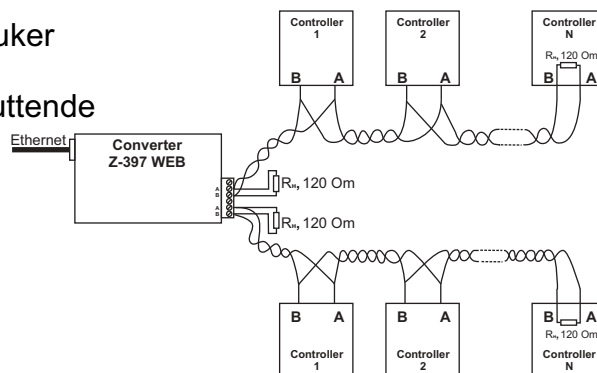 uker
uttende
Ethernet
Converter
Z-397 WEB
A
B
A
B
Controller
1
B A
Controller
2
B A
Controller
N
Rн, 120 Om
B A
Rн, 120 Om
Rн, 120 Om
B A
Controller
1
B A
Controller
2
B A
Rн, 120 Om
Controller
N